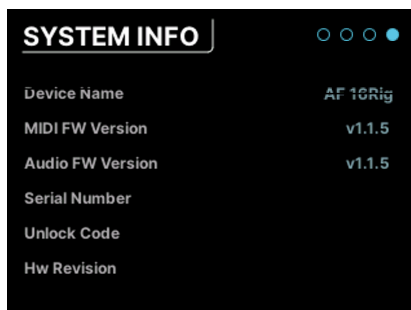 SYSTEM INFO
Device Name AF 16Rig
MIDI FW Version v1.1.5
Audio FW Version v1.1.5
Serial Number
Unlock Code
Hw Revision